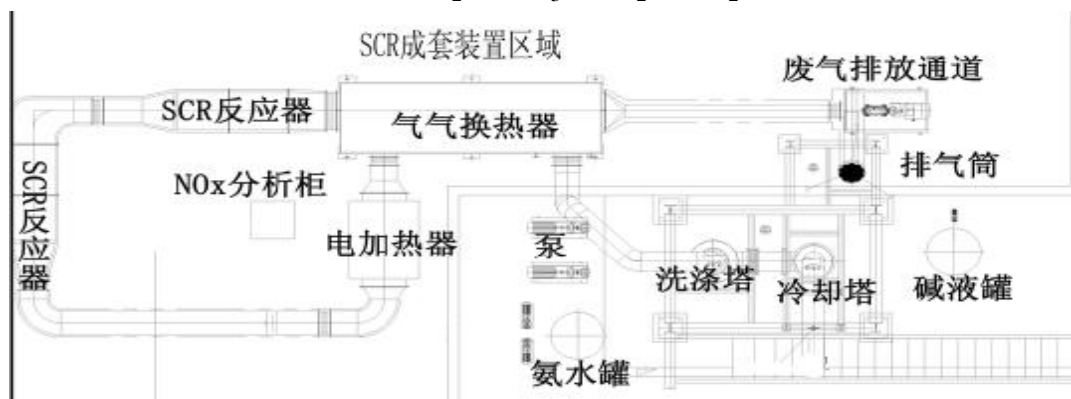 SCR成套装置区域
废气排放通道
SCR反应器
气气换热器
排气筒
SCR反应器
NOx分析柜
电加热器
泵
洗涤塔
冷却塔
碱液罐
氨水罐